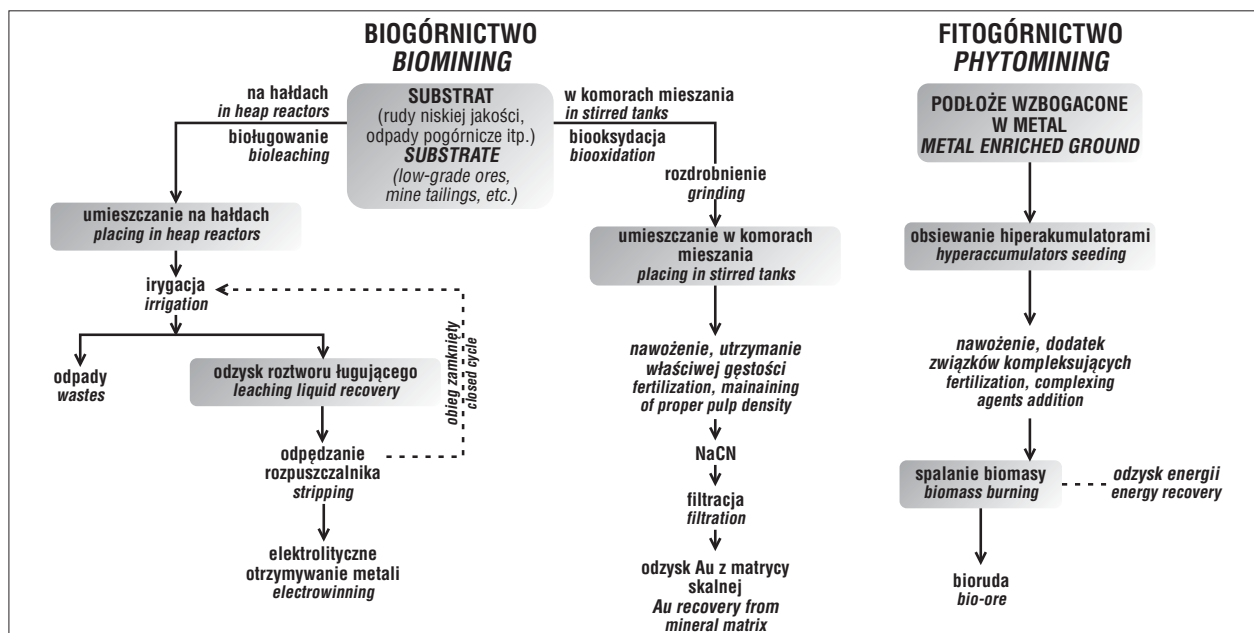 BIOGÓRNICTWO
BIOMINING
na hałdach
in heap reactors
bioługowanie
bioleaching
SUBSTRAT
(rudy niskiej jakości,
odpady pogórnicze itp.)
SUBSTRATE
(low-grade ores,
mine tailings, etc.)
w komorach mieszania
in stirred tanks
biooksydacja
biooxidation
umieszczanie na hałdach
placing in heap reactors
irygacja
irrigation
odpady
wastes
odzysk roztworu ługującego
leaching liquid recovery
obieg zamknięty
closed cycle
odpędzanie
rozpuszczalnika
stripping
elektrolityczne
otrzymywanie metali
electrowinning
rozdrobnienie
grinding
umieszczanie w komorach
mieszania
placing in stirred tanks
nawożenie, utrzymanie
właściwej gęstości
fertilization, mainaining
of proper pulp density
NaCN
filtracja
filtration
odzysk Au z matrycy
skalnej
Au recovery from
mineral matrix
FITOGÓRNICTWO
PHYTOMINING
PODŁOŻE WZBOGACONE
W METAL
METAL ENRICHED GROUND
obsiewanie hiperakumulatorami
hyperaccumulators seeding
nawożenie, dodatek
związków kompleksujących
fertilization, complexing
agents addition
spalanie biomasy
biomass burning
odzysk energii
energy recovery
bioruda
bio-ore